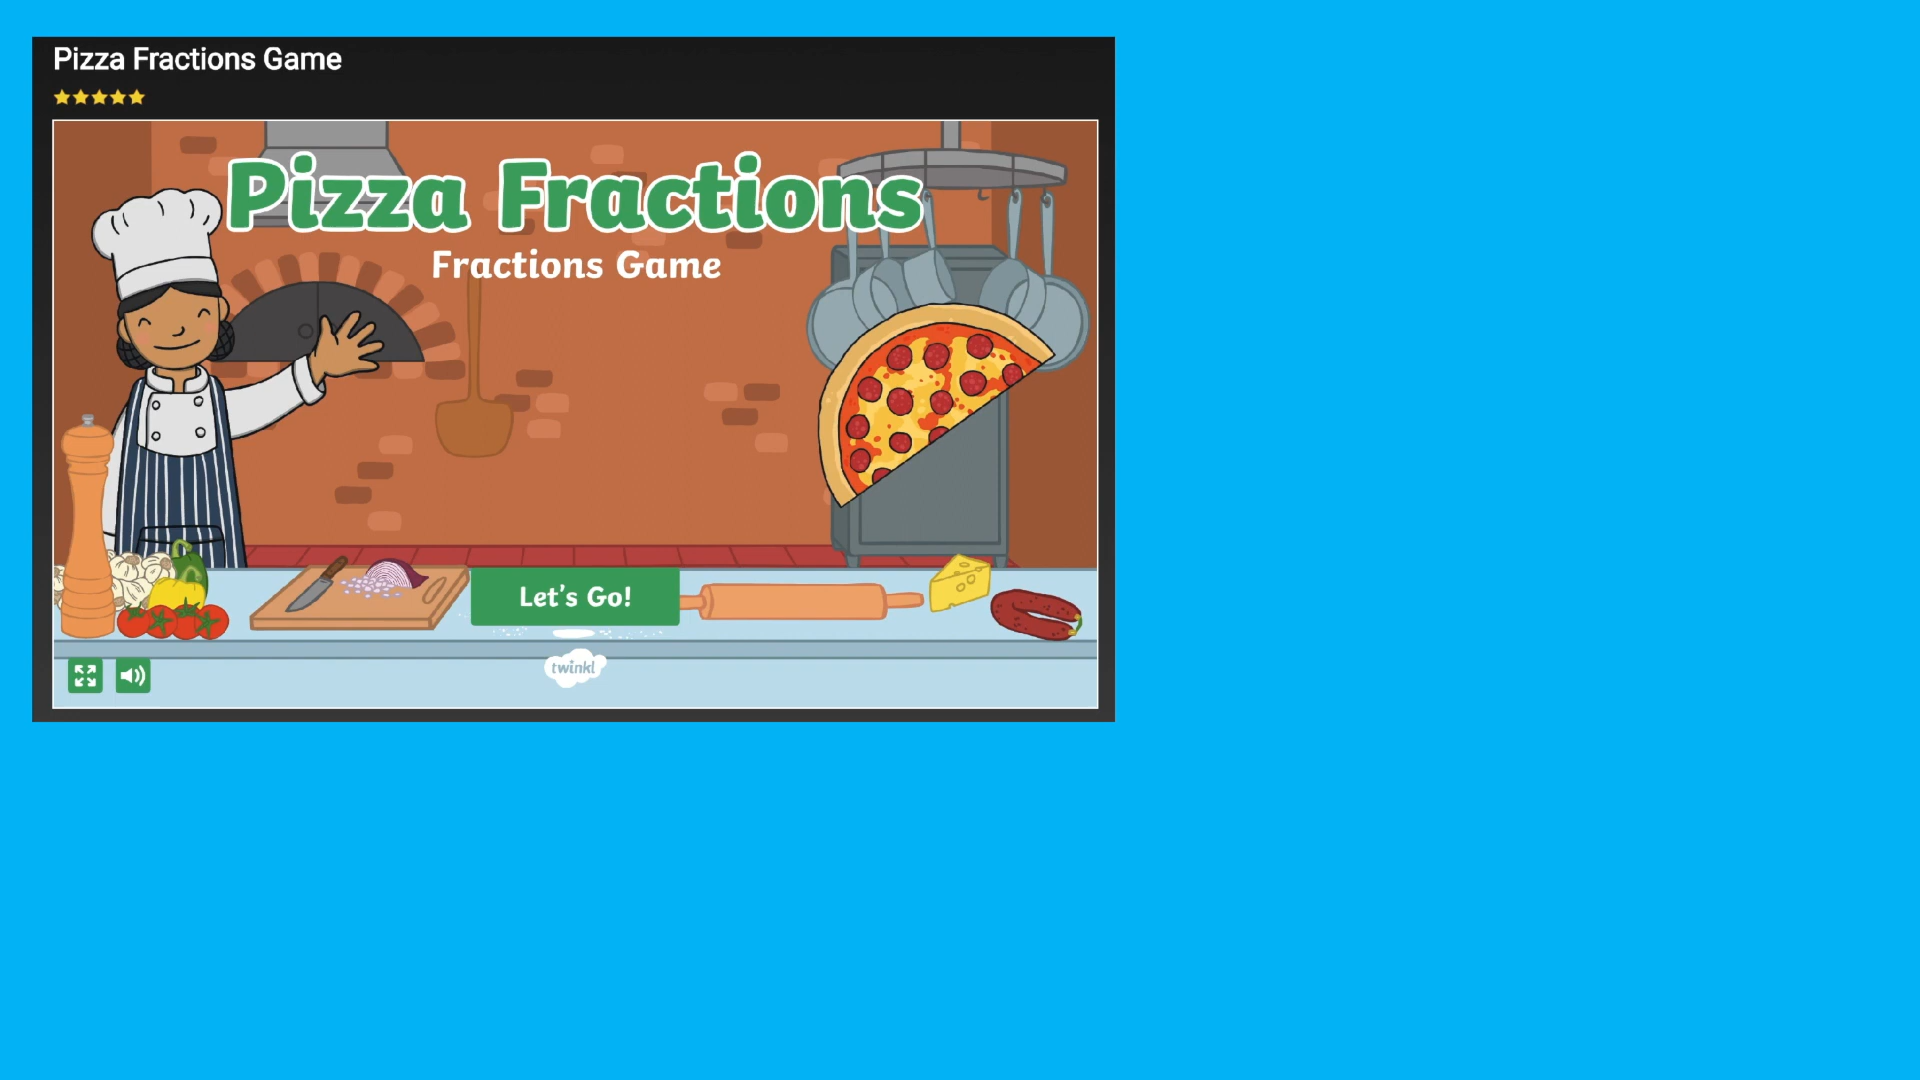 Pizza Fractions Game
Pizza Fractions
Fractions Game
Let's Go!
twinkl